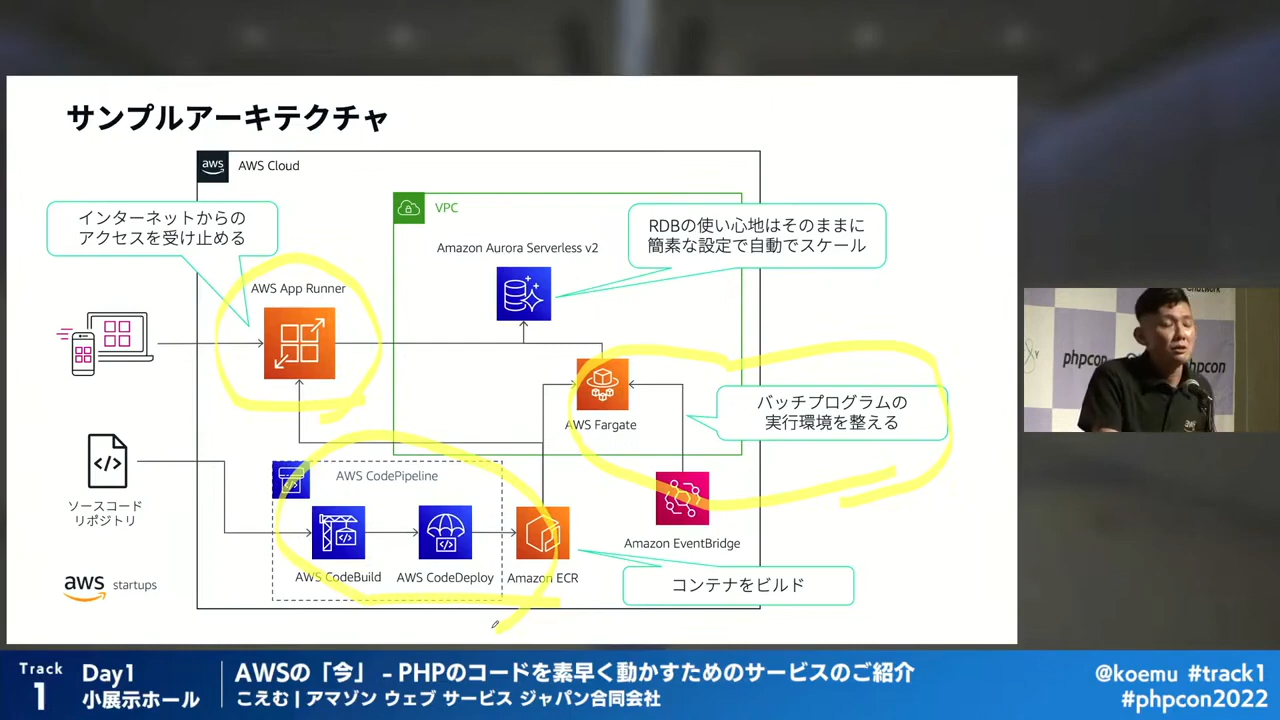 サンプルアーキテクチャ
aws
AWS Cloud
インターネットからの
アクセスを受け止める
VPC
Amazon Aurora Serverless v2
RDBの使い心地はそのままに
簡素な設定で自動でスケール
AWS App Runner
バッチプログラムの
実行環境を整える
AWS Fargate
ソースコード
リポジトリ
AWS CodePipeline
AWS CodeBuild
AWS CodeDeploy
Amazon ECR
Amazon EventBridge
コンテナをビルド
aws startups
phpcon
phpcon
aws
Track
1
Day1
小展示ホール
AWSの「今」 – PHPのコードを素早く動かすためのサービスのご紹介
こえむ | アマゾン ウェブ サービス ジャパン合同会社
@koemu #track1
#phpcon2022